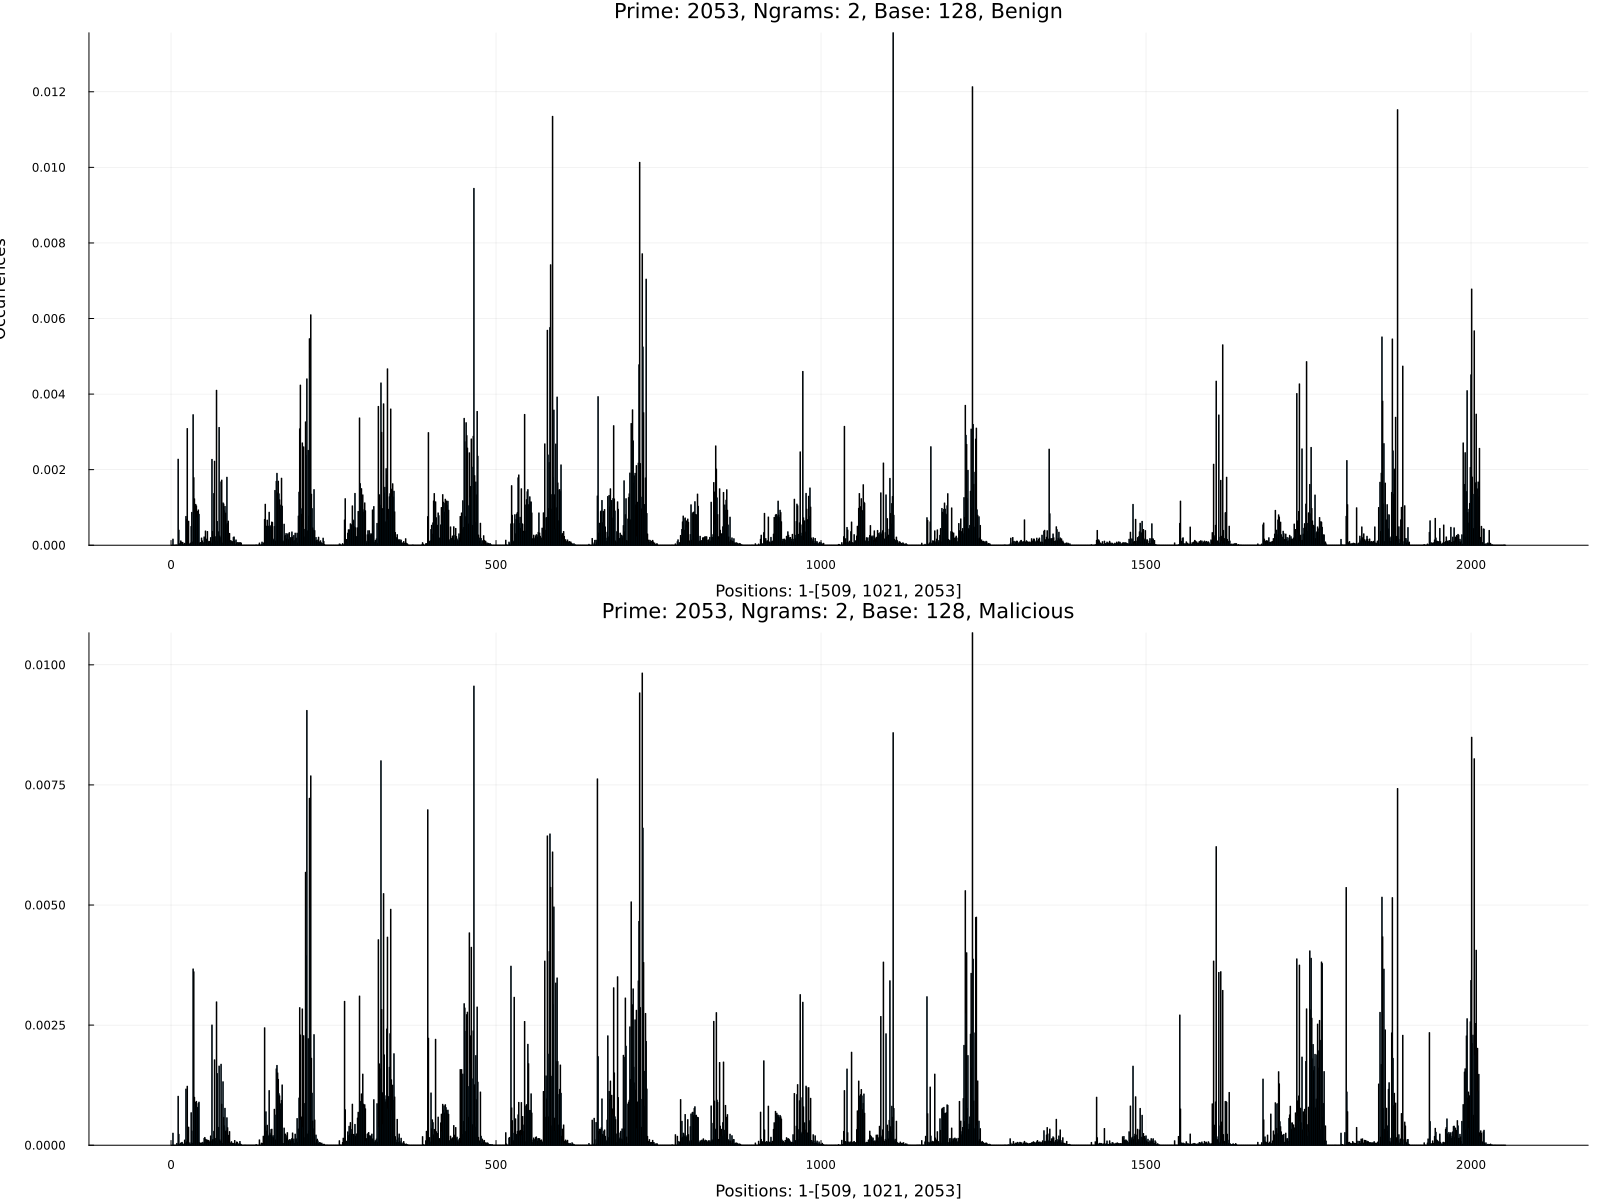 Prime: 2053, Ngrams: 2, Base: 128, Benign
0.012
0.010
0.008
0.006
0.004
0.002
0.000
Occurrences
0 500 1000 1500 2000
Positions: 1-[509, 1021, 2053]
Prime: 2053, Ngrams: 2, Base: 128, Malicious
0.0100
0.0075
0.0050
0.0025
0.0000
0 500 1000 1500 2000
Positions: 1-[509, 1021, 2053]